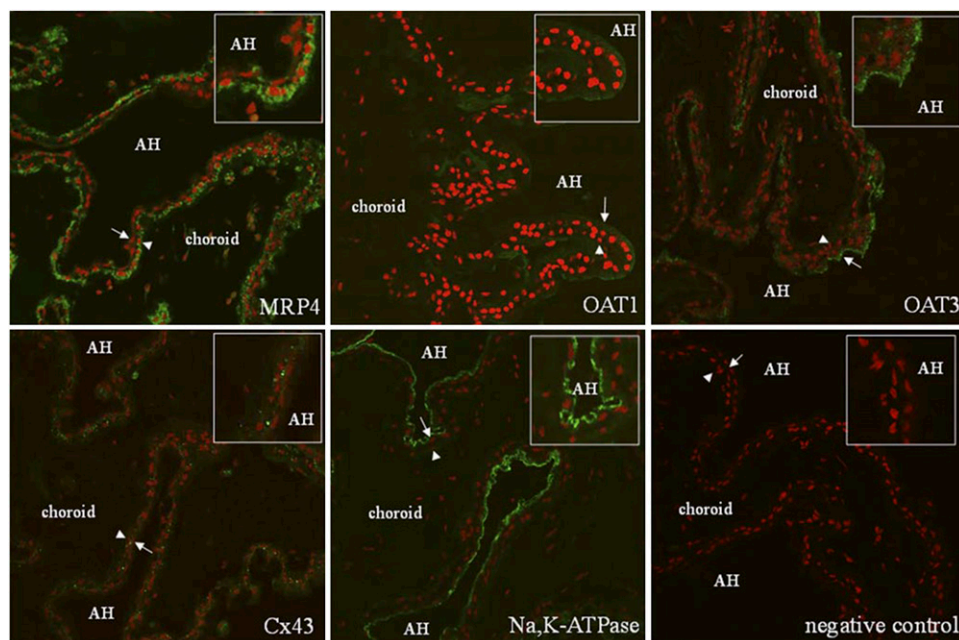 AH
AH
choroid
MRP4
AH
AH
choroid
OAT1
choroid
AH
AH
OAT3
AH
AH
choroid
AH
Cx43
AH
AH
choroid
AH
Na,K-ATPase
AH
AH
choroid
AH
negative control